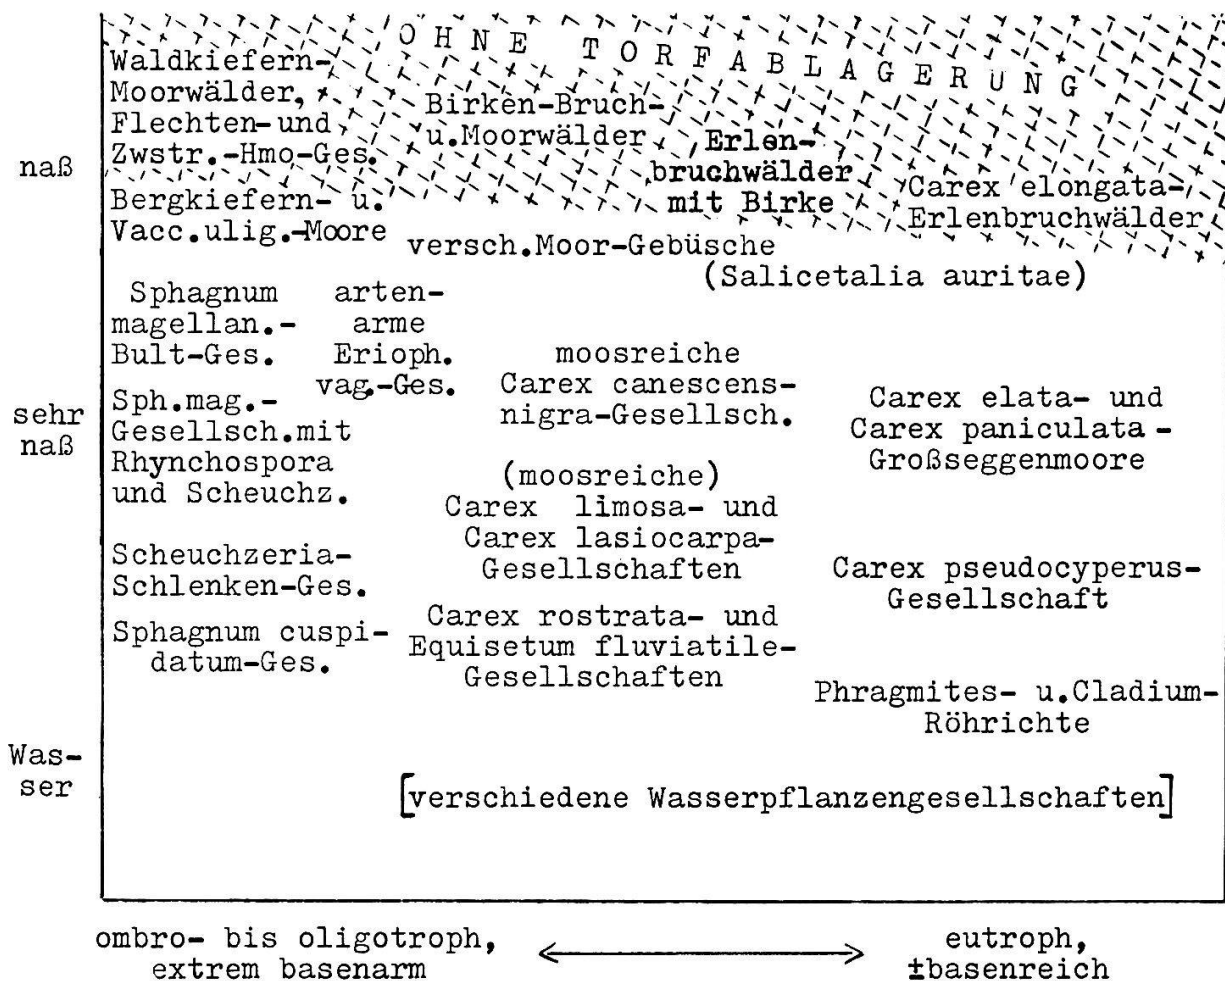 OHNE TORFABLAGERUNG
Waldkiefern-
Moorwälder,
Flechten-und
Zwstr.-Hmo-Ges.
Birken-Bruch-
u.Moorwälder
Erlen-
bruchwälder
mit Birke
Carex elongata-
Erlenbruchwälder
naß
Bergkiefern- u.
Vacc.ulig.-Moore
versch.Moor-Gebüsche
(Salicetalia auritae)
Sphagnum
magellan.-
Bult-Ges.
arten-
arme
Erioph.
vag.-Ges.
moosreiche
Carex canescens-
nigra-Gesellsch.
Carex elata- und
Carex paniculata-
Großseggenmoore
sehr
naß
Sph.mag.-
Gesellsch.mit
Rhynchospora
und Scheuchz.
(moosreiche)
Carex limosa- und
Carex lasiocarpa-
Gesellschaften
Scheuchzeria-
Schlenken-Ges.
Carex pseudocyperus-
Gesellschaft
Sphagnum cuspi-
datum-Ges.
Carex rostrata- und
Equisetum fluviatile-
Gesellschaften
Phragmites- u.Cladium-
Röhrichte
Was-
ser
[verschiedene Wasserpflanzengesellschaften]
ombro- bis oligotroph,
extrem basenarm
eutroph,
±basenreich